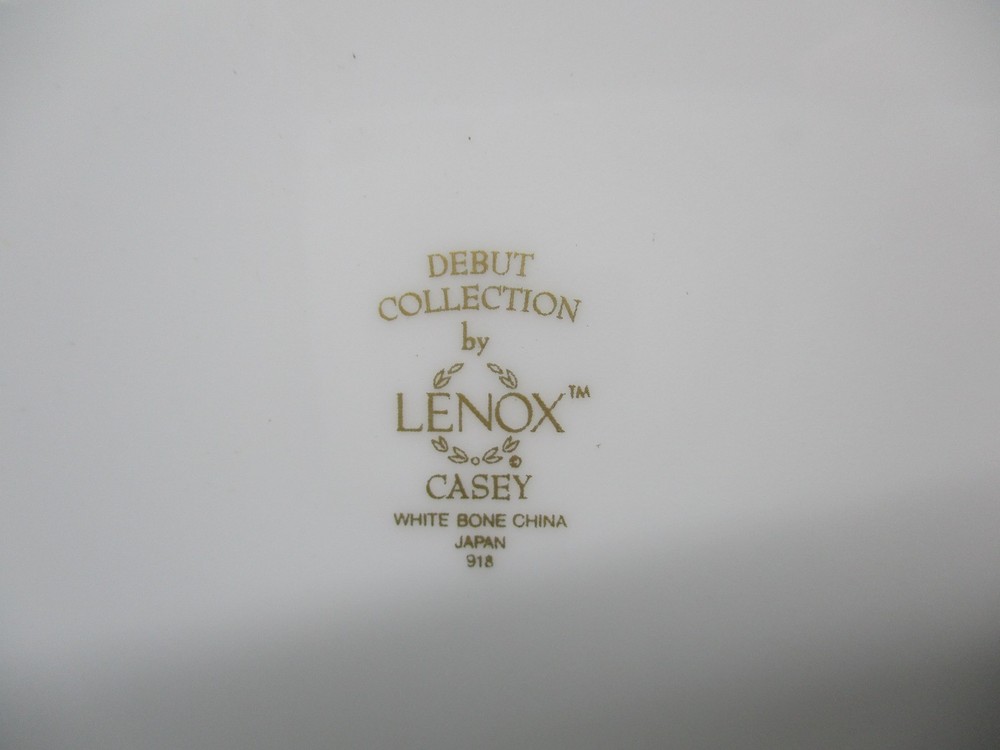 DEBUT
COLLECTION
by
LENOX™
©
CASEY
WHITE BONE CHINA
JAPAN
918